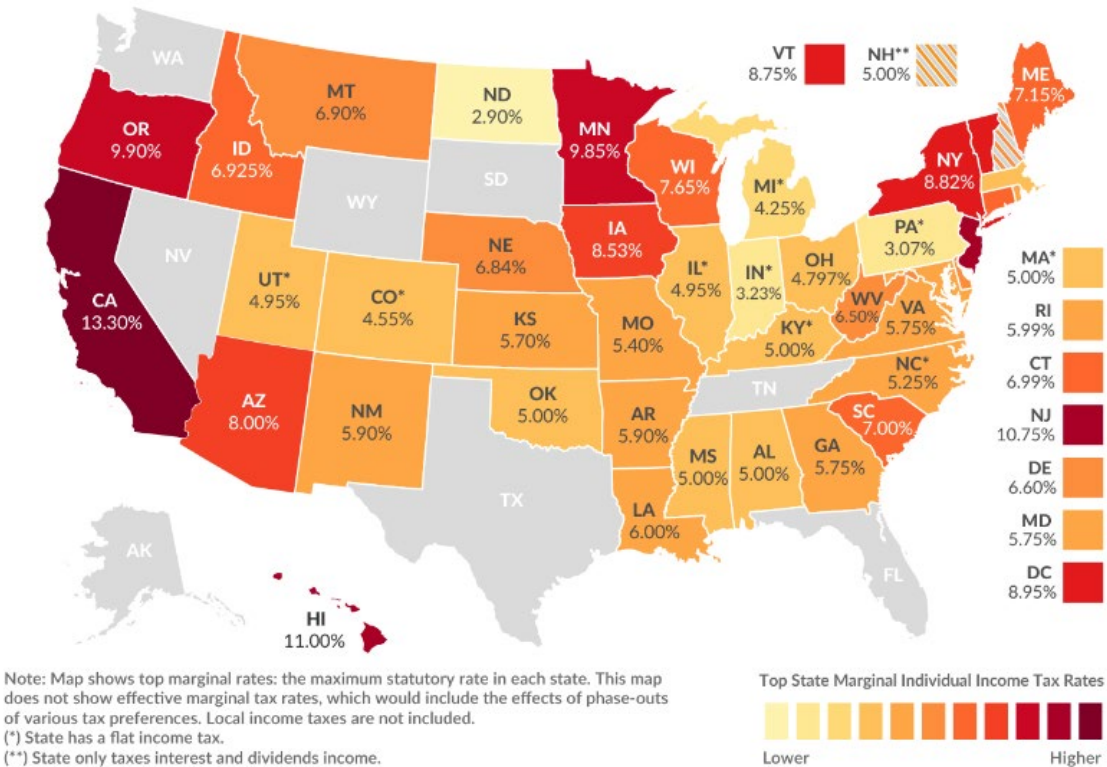 WA
MT
6.90%
ND
2.90%
MN
9.85%
VT
8.75%
NH**
5.00%
ME
7.15%
OR
9.90%
ID
6.925%
WY
SD
WI
7.65%
MI*
4.25%
NY
8.82%
NV
UT*
4.95%
CO*
4.55%
NE
6.84%
IA
8.53%
IL*
4.95%
IN*
3.23%
OH
4.797%
PA*
3.07%
CA
13.30%
KS
5.70%
MO
5.40%
KY*
5.00%
WV
6.50%
VA
5.75%
NC*
5.25%
TN
AZ
8.00%
NM
5.90%
OK
5.00%
AR
5.90%
MS
5.00%
AL
5.00%
GA
5.75%
SC
7.00%
TX
LA
6.00%
FL
AK
HI
11.00%
MA*
5.00%
RI
5.99%
CT
6.99%
NJ
10.75%
DE
6.60%
MD
5.75%
DC
8.95%
Note: Map shows top marginal rates: the maximum statutory rate in each state. This map
does not show effective marginal tax rates, which would include the effects of phase-outs
of various tax preferences. Local income taxes are not included.
(*) State has a flat income tax.
(**) State only taxes interest and dividends income.
Top State Marginal Individual Income Tax Rates
Lower
Higher